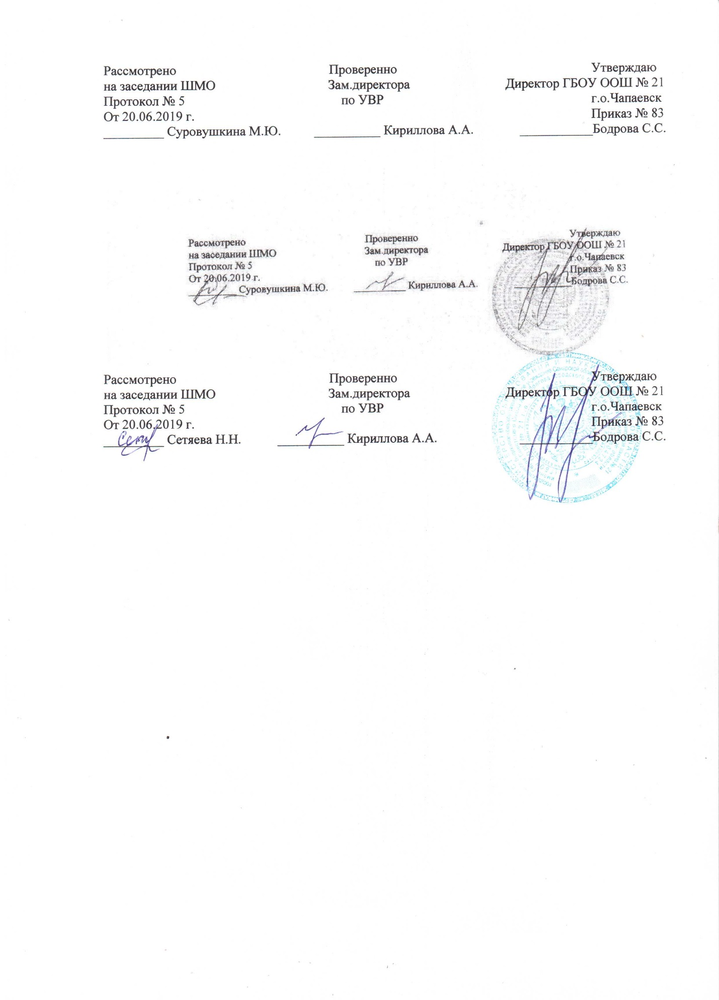 Рассмотрено Проверенно Утверждаю
на заседании ШМО Зам.директора Директор ГБОУ ООШ № 21
Протокол № 5 по УВР г.о.Чапаевск
От 20.06.2019 г. Приказ № 83
_________ Суровушкина М.Ю. __________ Кириллова А.А. ___________Бодрова С.С.
Рассмотрено Проверенно Утверждаю
на заседании ШМО Зам.директора Директор ГБОУ ООШ № 21
Протокол № 5 по УВР г.о.Чапаевск
От 20.06.2019 г. Приказ № 83
_________ Суровушкина М.Ю. __________ Кириллова А.А. ___________Бодрова С.С.
Рассмотрено Проверенно Утверждаю
на заседании ШМО Зам.директора Директор ГБОУ ООШ № 21
Протокол № 5 по УВР г.о.Чапаевск
От 20.06.2019 г. Приказ № 83
_________ Сетяева Н.Н. __________ Кириллова А.А. ___________Бодрова С.С.